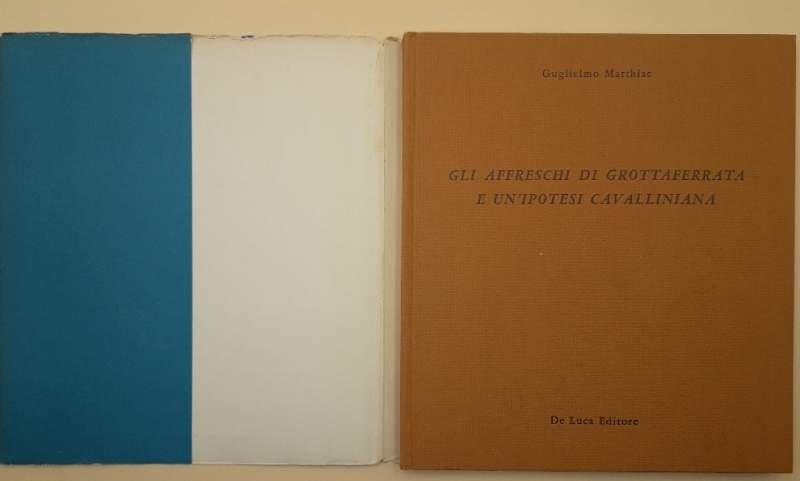 Guglielmo Matthiae
GLI AFFRESCHI DI GROTTAFERRATA
E UN'IPOTESI CAVALLINIANA
De Luca Editore